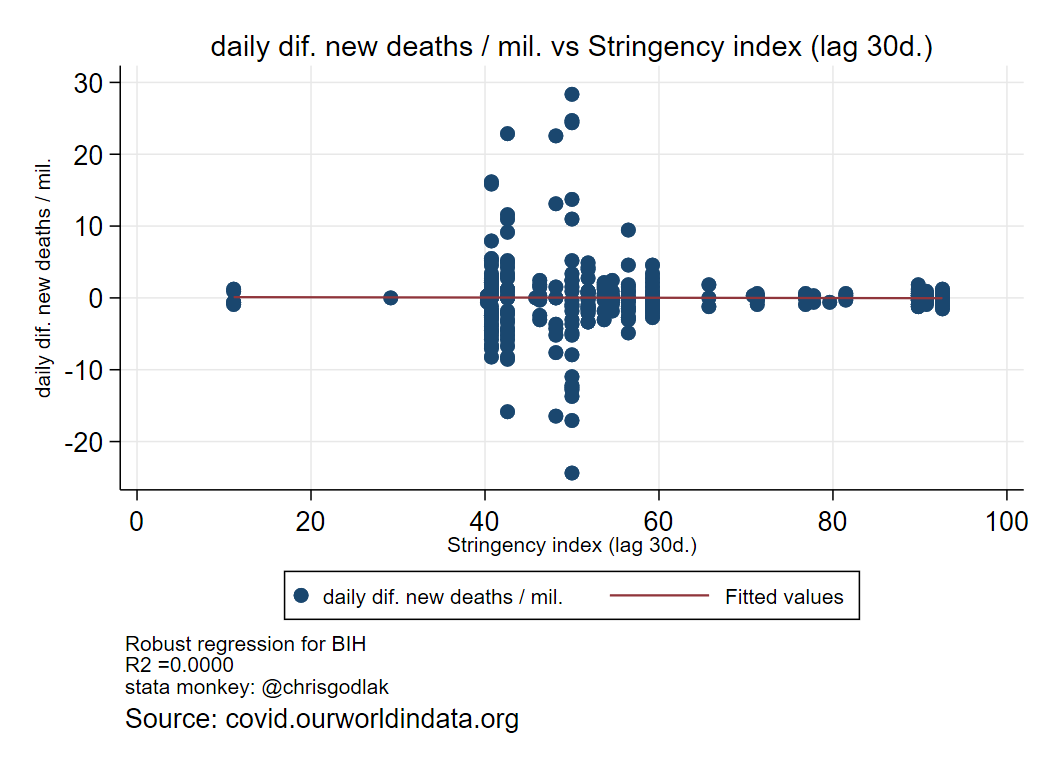 daily dif. new deaths / mil. vs Stringency index (lag 30d.)
daily dif. new deaths / mil.
30
20
10
0
-10
-20
0 20 40 60 80 100
Stringency index (lag 30d.)
daily dif. new deaths / mil. Fitted values
Robust regression for BIH
R2 =0.0000
stata monkey: @chrisgodlak
Source: covid.ourworldindata.org